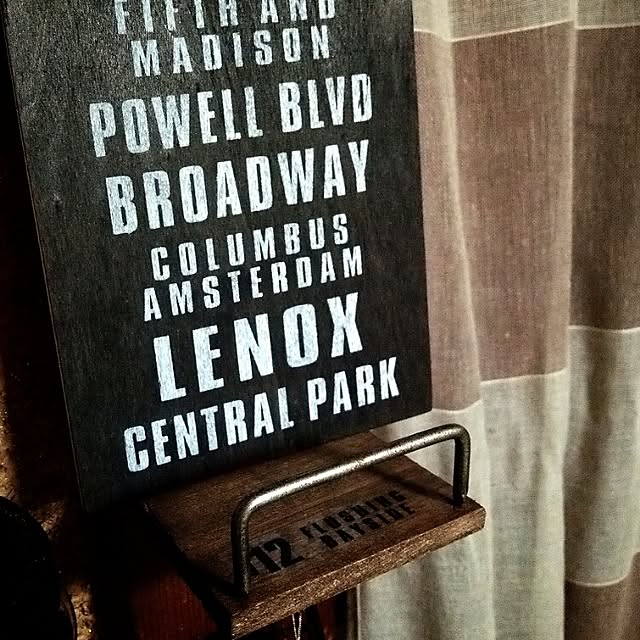 FIFTH AND
MADISON
POWELL BLVD
BROADWAY
COLUMBUS
AMSTERDAM
LENOX
CENTRAL PARK
112 FLUSHING
BAYSIDE